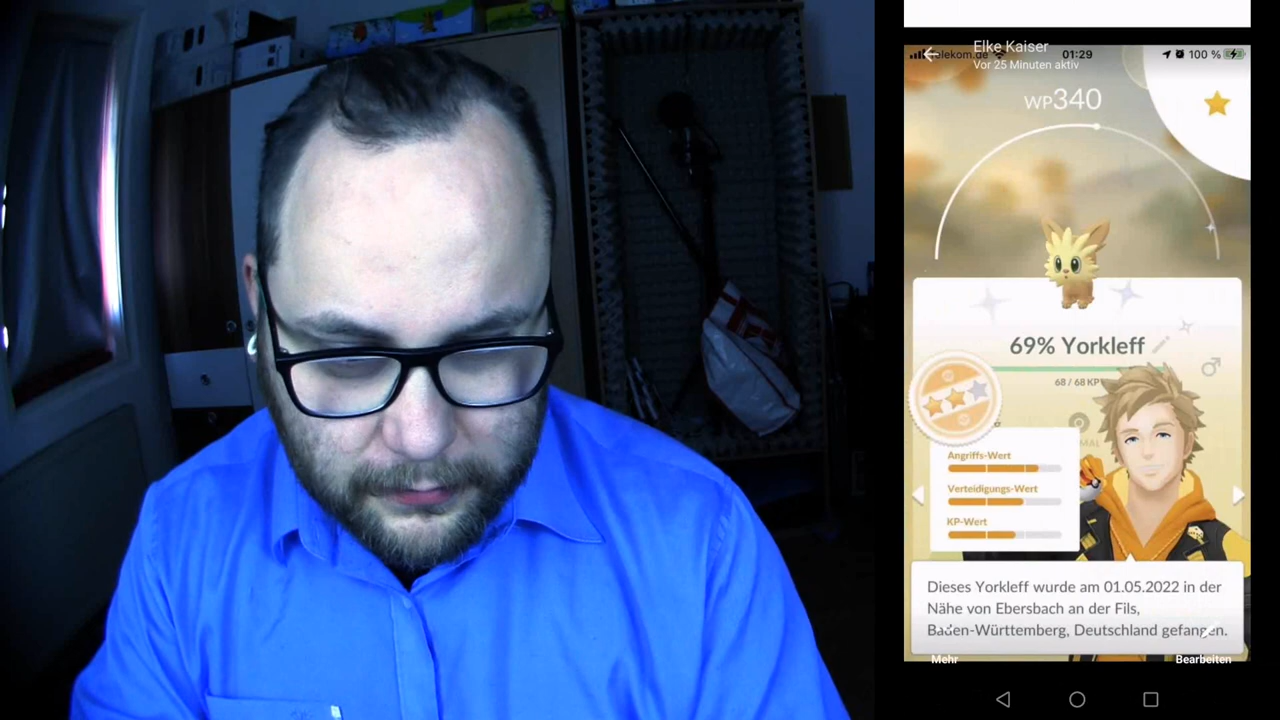 Elke Kaiser
Telekom.de 01:29 100 %
Vor 25 Minuten aktiv
WP340
69% Yorkleff
68 / 68 KP
Angriffs-Wert
Verteidigungs-Wert
KP-Wert
Dieses Yorkleff wurde am 01.05.2022 in der
Nähe von Ebersbach an der Fils,
Baden-Württemberg, Deutschland gefangen.
Mehr Bearbeiten